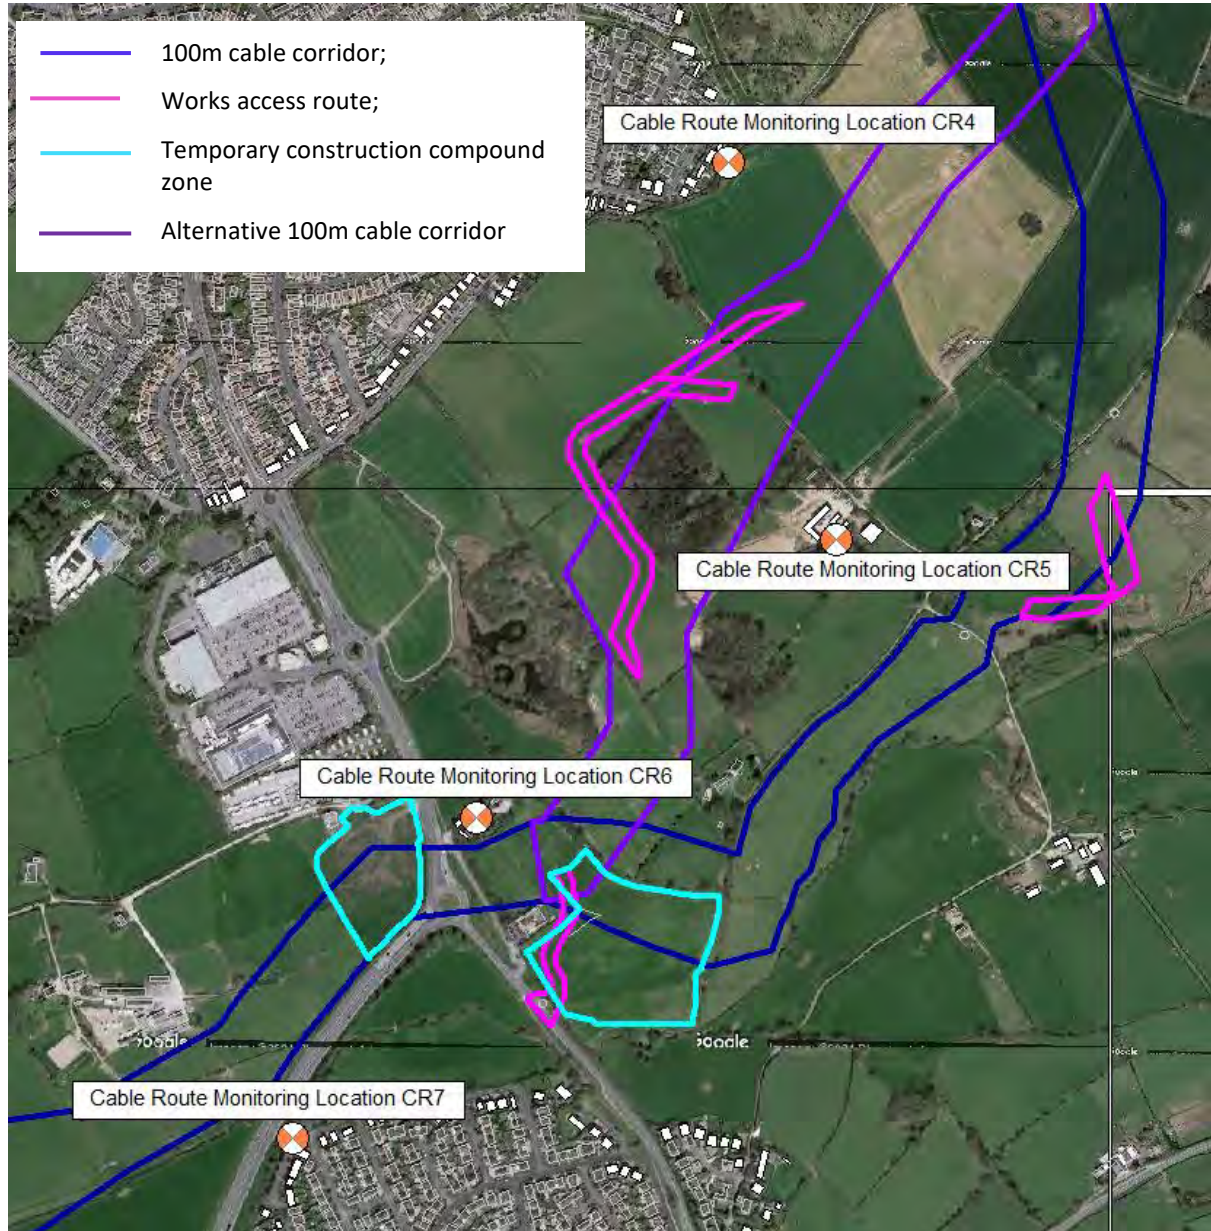 100m cable corridor;
Works access route;
Temporary construction compound
zone
Alternative 100m cable corridor
Cable Route Monitoring Location CR4
Cable Route Monitoring Location CR5
Cable Route Monitoring Location CR6
Cable Route Monitoring Location CR7